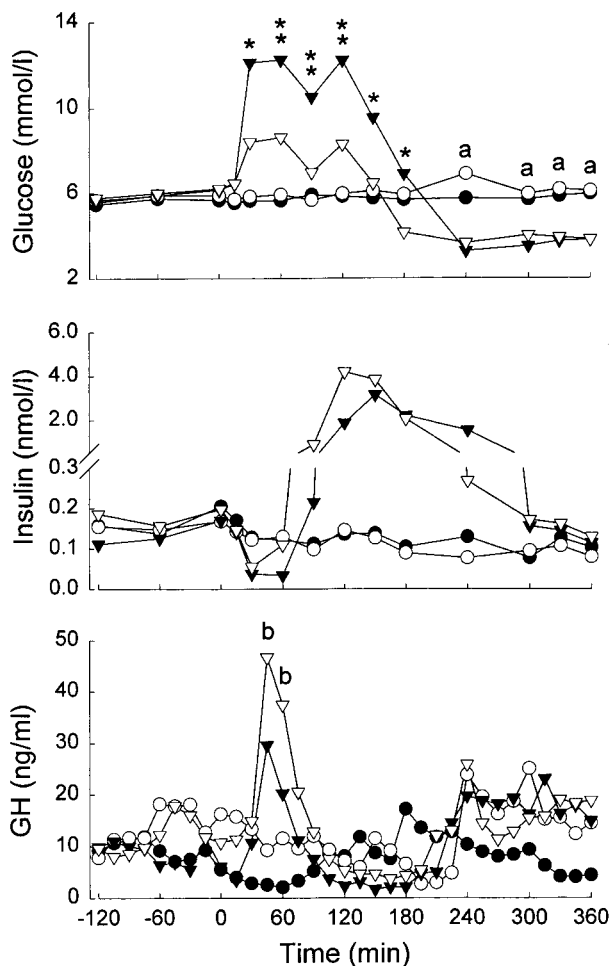 Glucose (mmol/l)
14
10
6
2
* ** ** ** * *
a a a a
Insulin (nmol/l)
6.0
4.0
2.0
0.3
0.2
0.1
0.0
GH (ng/ml)
50
40
30
20
10
0
b
b
-120 -60 0 60 120 180 240 300 360
Time (min)